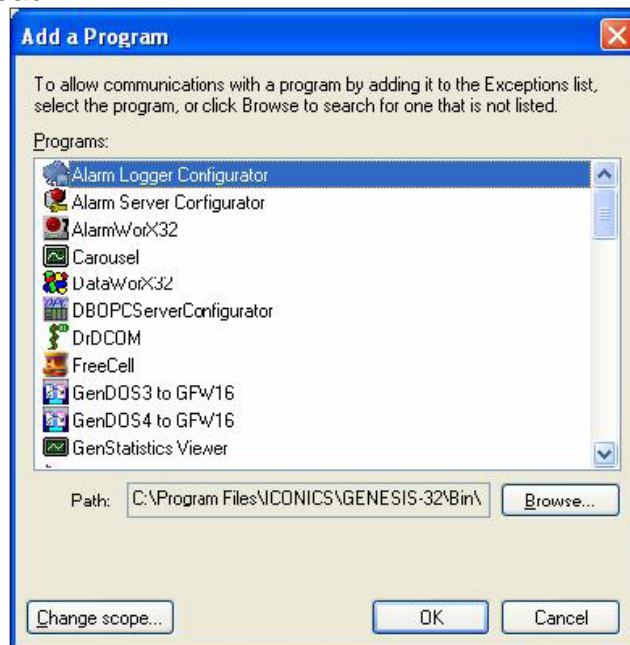 Add a Program
To allow communications with a program by adding it to the Exceptions list,
select the program, or click Browse to search for one that is not listed.
Programs:
Alarm Logger Configurator
Alarm Server Configurator
AlarmWorX32
Carousel
DataWorX32
DBOPCServerConfigurator
DrDCOM
FreeCell
GenDOS3 to GFW16
GenDOS4 to GFW16
GenStatistics Viewer
Path: C:\Program Files\ICONICS\GENESIS-32\Bin\ Browse...
Change scope... OK Cancel